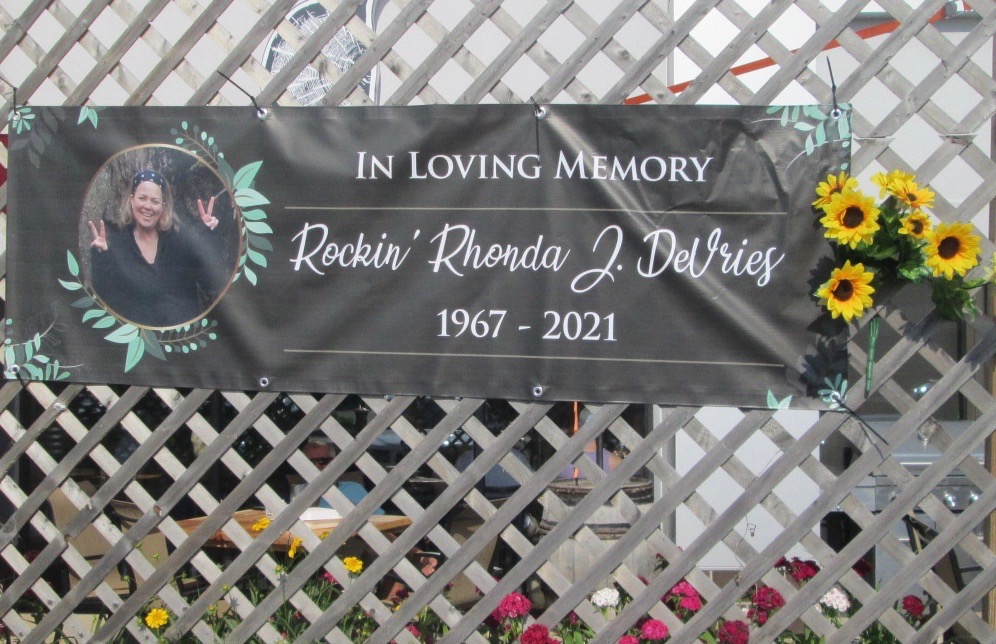 In Loving Memory
Rockin' Rhonda J. DeVries
1967 - 2021